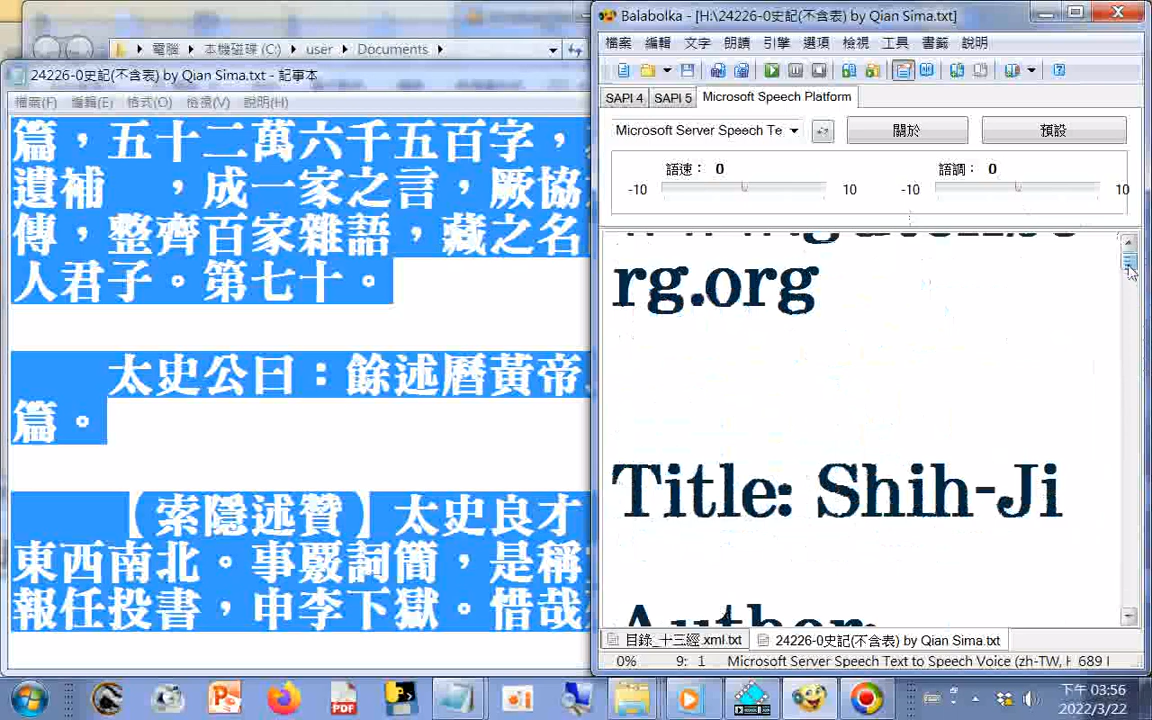 電腦 ▸ 本機磁碟 (C:) ▸ user ▸ Documents ▸
24226-0史記(不含表) by Qian Sima.txt - 記事本
檔案(F) 編輯(E) 格式(O) 檢視(V) 說明(H)
篇，五十二萬六千五百字，
遺補　，成一家之言，厥協
傳，整齊百家雜語，藏之名
人君子。第七十。
太史公曰：餘述曆黃帝
篇。
【索隱述贊】太史良才
東西南北。事覈詞簡，是稱
報任投書，申李下獄。惜哉
Balabolka - [H:\24226-0史記(不含表) by Qian Sima.txt]
檔案 編輯 文字 朗讀 引擎 選項 檢視 工具 書籤 說明
SAPI 4 SAPI 5 Microsoft Speech Platform
Microsoft Server Speech Te 關於 預設
語速： 0 語調： 0
-10 10 -10 10
rg.org
Title: Shih-Ji
Author:
目錄_十三經.xml.txt 24226-0史記(不含表) by Qian Sima txt
0% 9: 1 Microsoft Server Speech Text to Speech Voice (zh-TW, 689
PDF
下午 03:56
2022/3/22